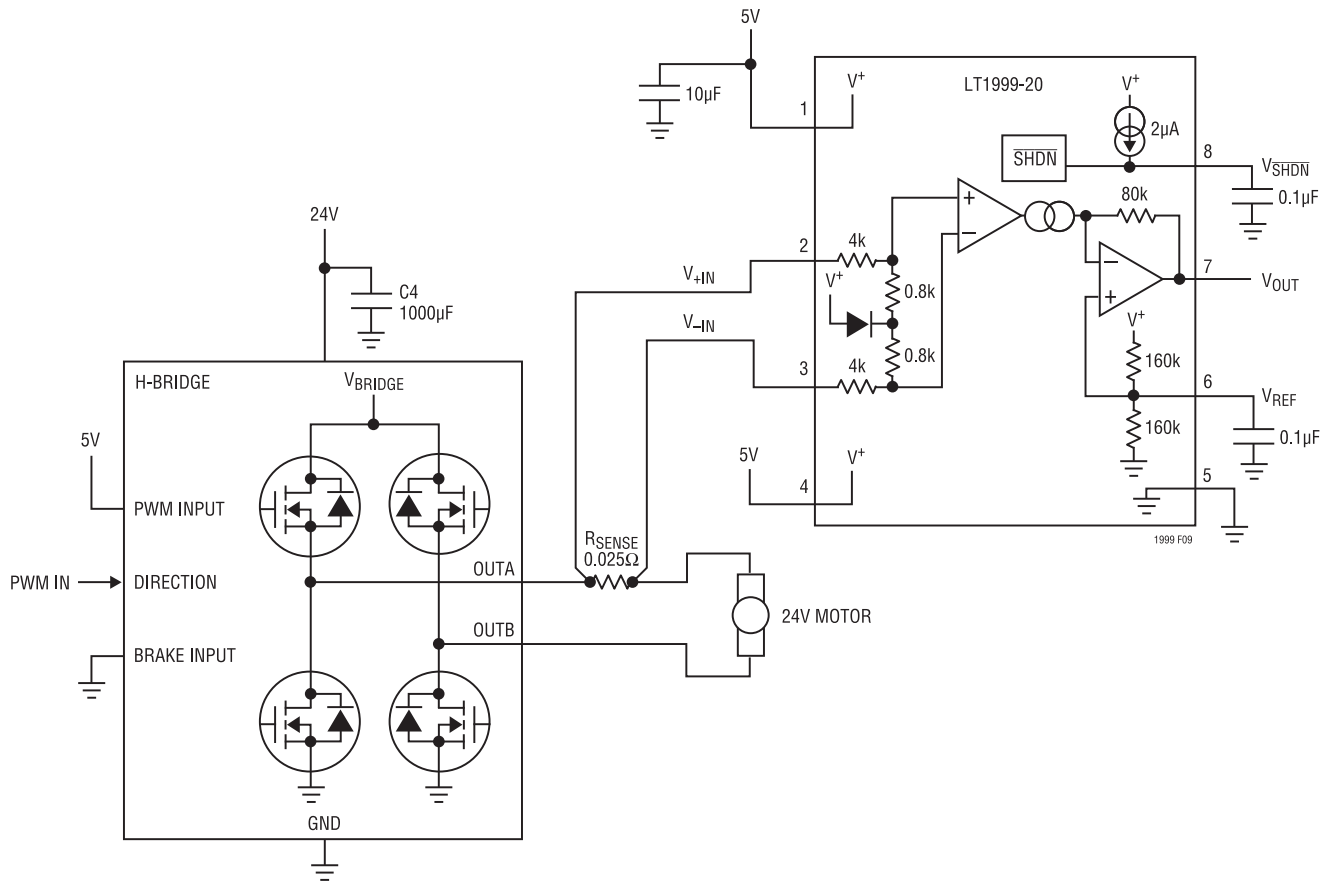 5V
10µF
1
V+
LT1999-20
V+
2µA
SHDN
8
VSHDN
0.1µF
80k
24V
C4
1000µF
2
V+IN
4k
V+
0.8k
V–IN
0.8k
3
4k
7
VOUT
V+
160k
6
VREF
160k
0.1µF
5V
4
V+
5
1999 F09
H-BRIDGE
VBRIDGE
5V
PWM INPUT
PWM IN
DIRECTION
BRAKE INPUT
OUTA
OUTB
RSENSE
0.025Ω
24V MOTOR
GND